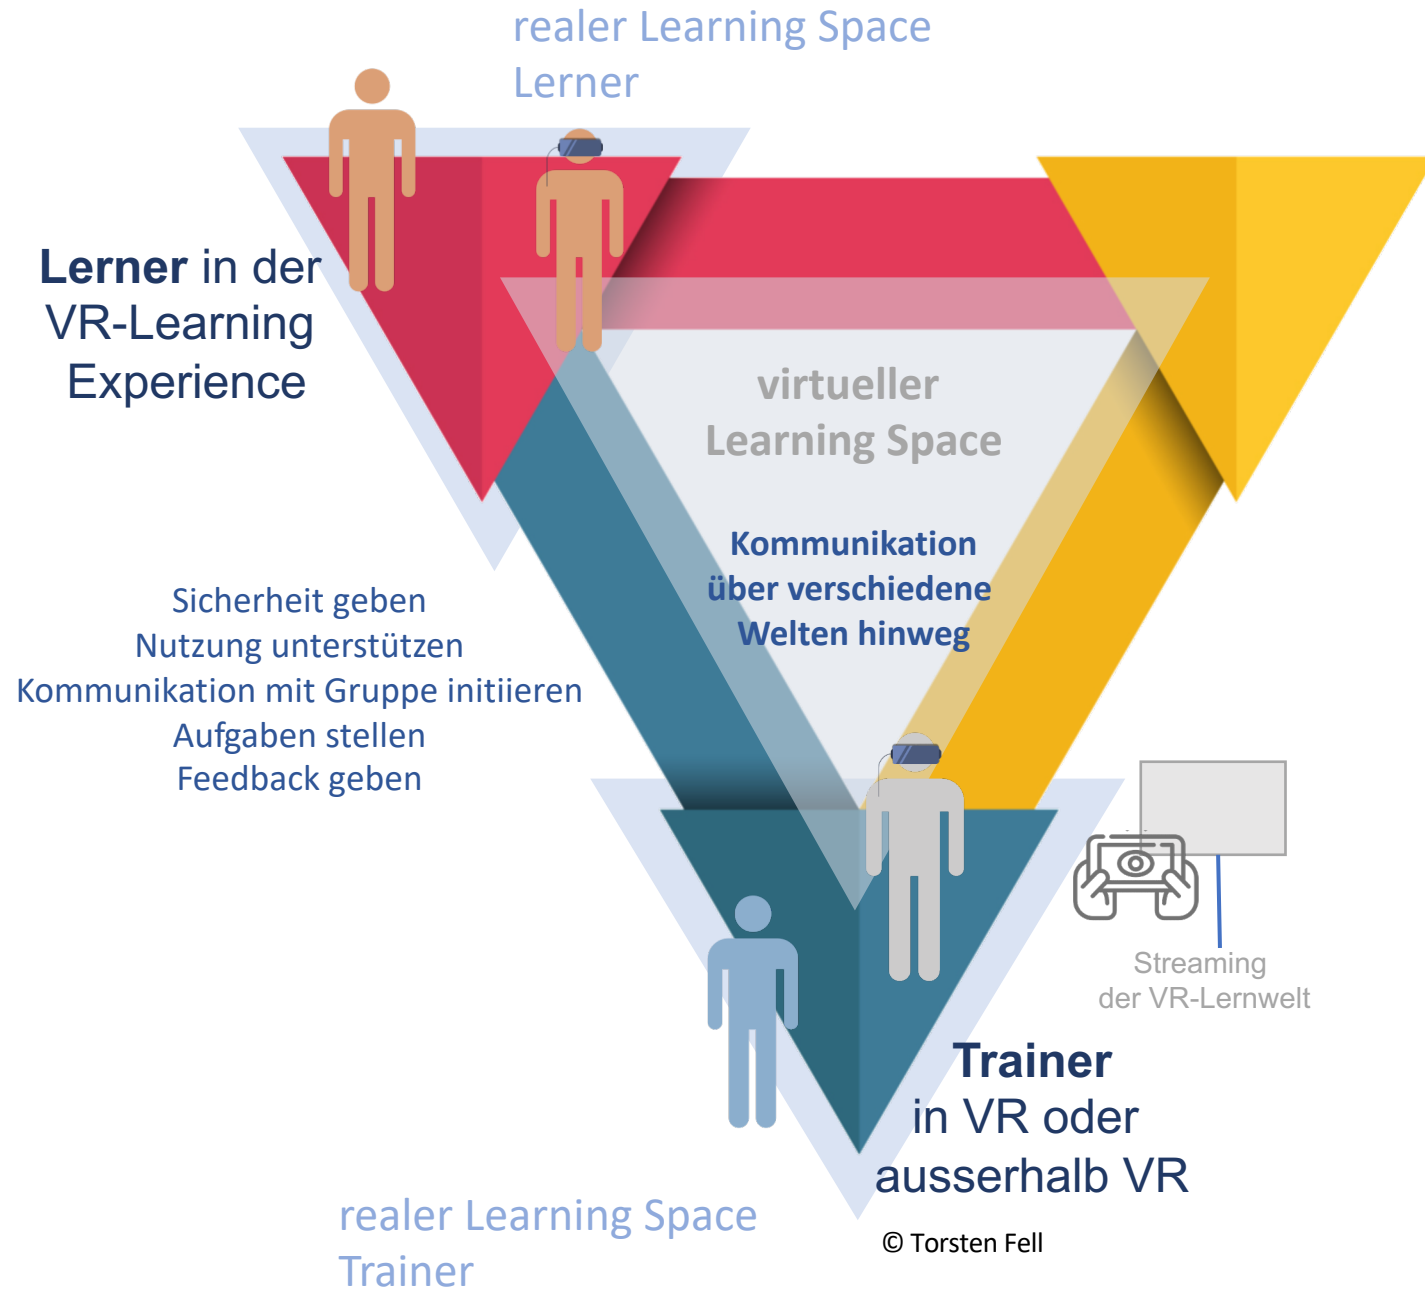 realer Learning Space
Lerner
Lerner in der
VR-Learning
Experience
virtueller
Learning Space
Kommunikation
über verschiedene
Welten hinweg
Sicherheit geben
Nutzung unterstützen
Kommunikation mit Gruppe initiieren
Aufgaben stellen
Feedback geben
Streaming
der VR-Lernwelt
Trainer
in VR oder
ausserhalb VR
realer Learning Space
Trainer
© Torsten Fell